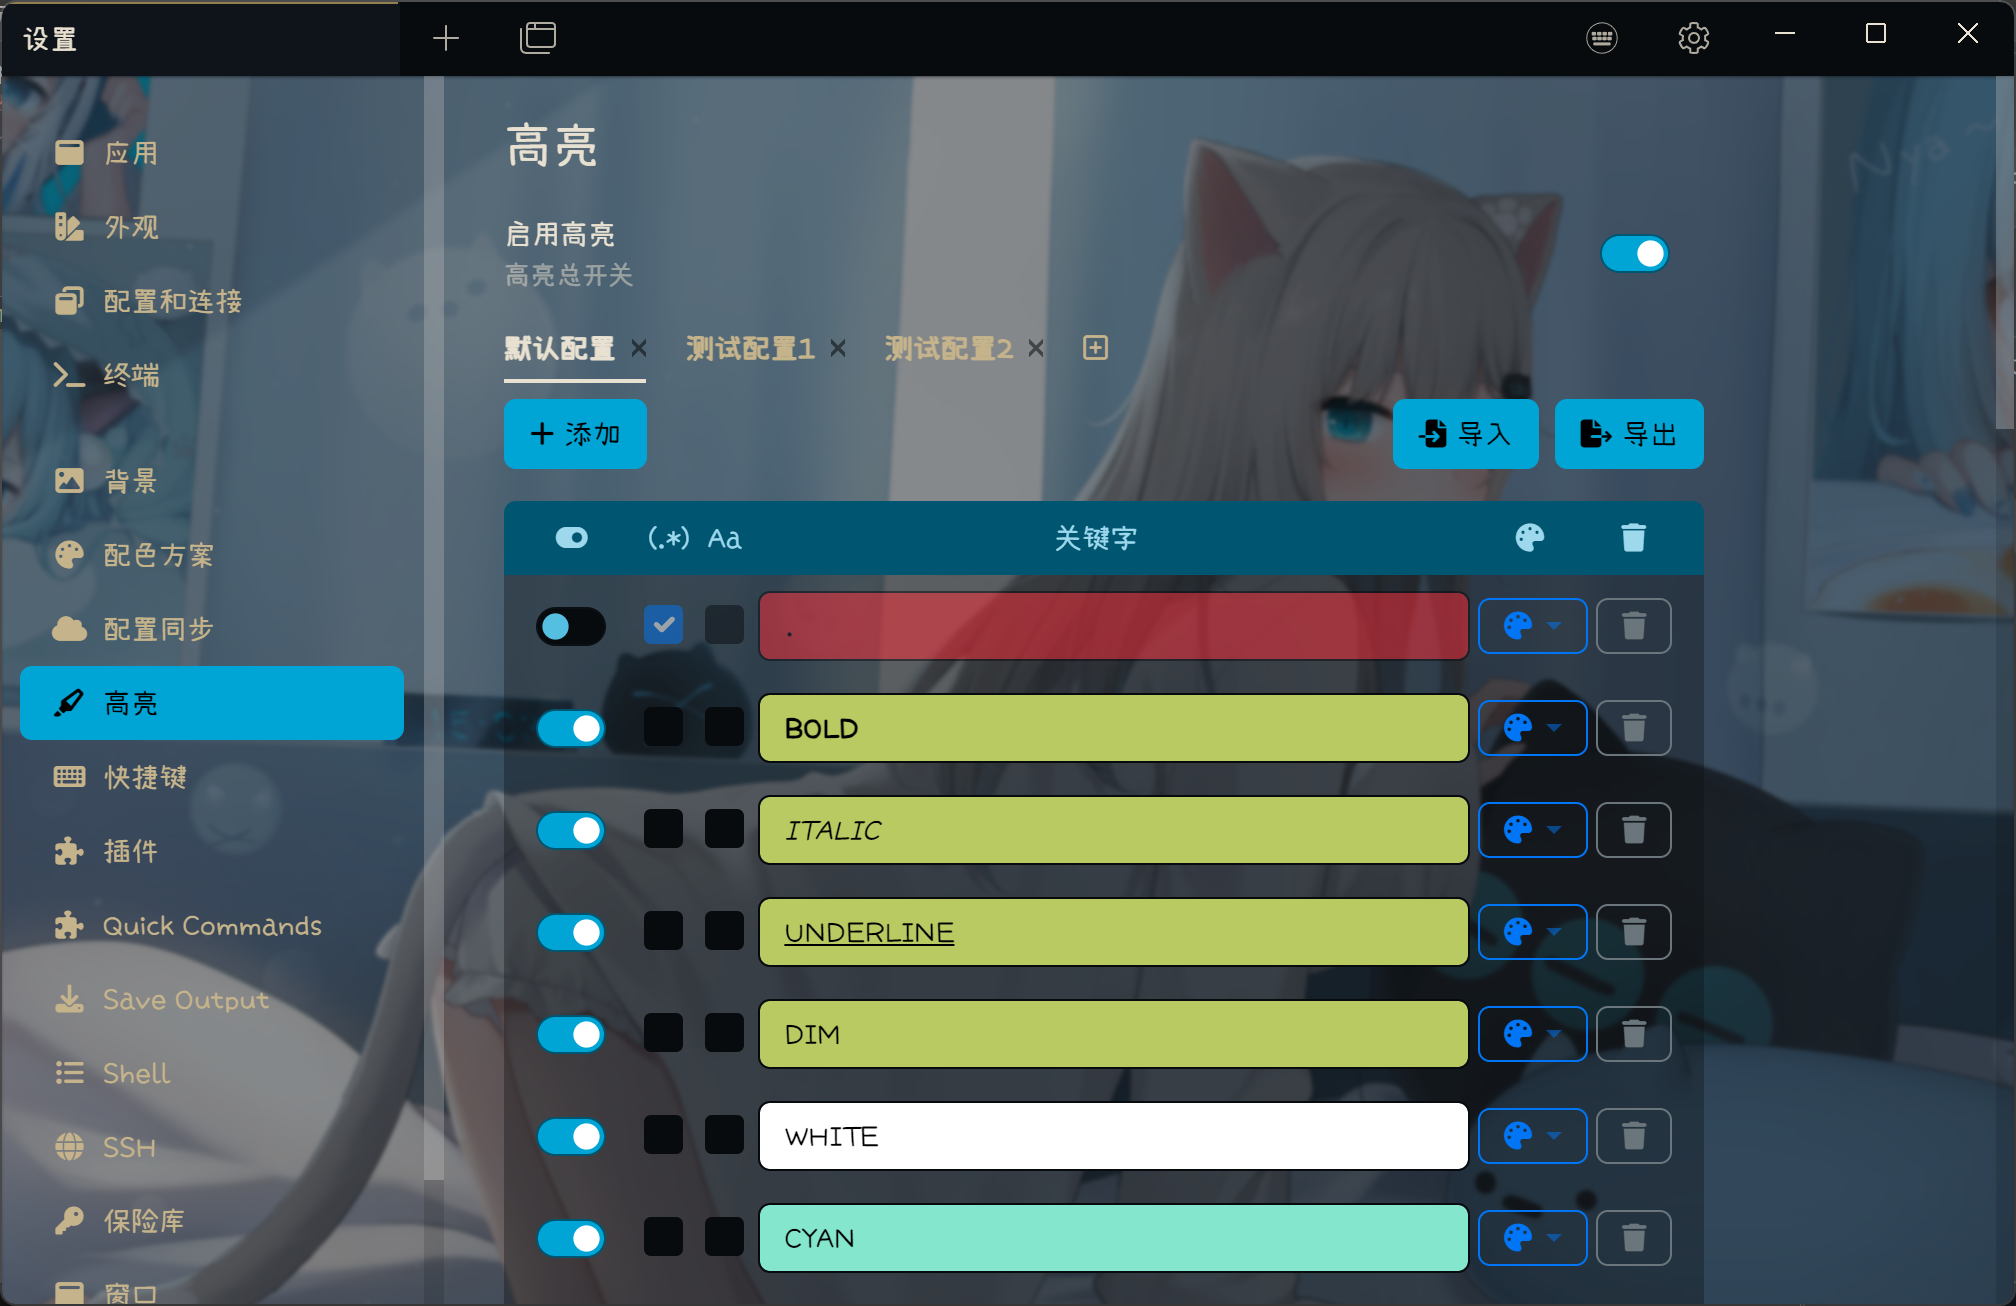 设置
应用
外观
配置和连接
终端
背景
配色方案
配置同步
高亮
快捷键
插件
Quick Commands
Save Output
Shell
SSH
保险库
窗口
高亮
启用高亮
高亮总开关
默认配置 测试配置1 测试配置2
添加 导入 导出
(.*) Aa 关键字
.
BOLD
ITALIC
UNDERLINE
DIM
WHITE
CYAN